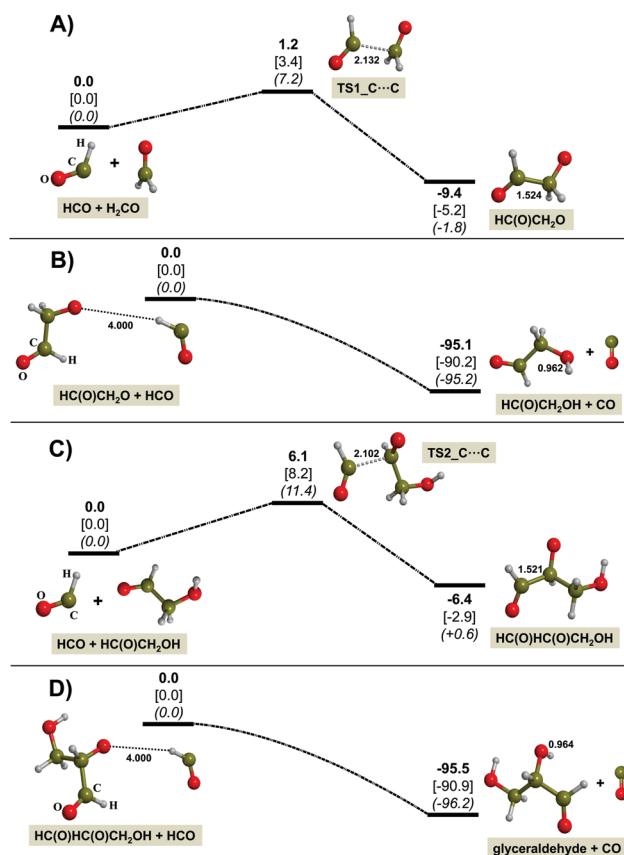 A)
1.2
[3.4]
(7.2)
2.132
TS1_C···C
0.0
[0.0]
(0.0)
H
C
O
+
HCO + H₂CO
-9.4
[-5.2]
(-1.8)
1.524
HC(O)CH₂O
B)
0.0
[0.0]
(0.0)
4.000
C
O
H
HC(O)CH₂O + HCO
-95.1
[-90.2]
(-95.2)
0.962
+
HC(O)CH₂OH + CO
C)
6.1
[8.2]
(11.4)
2.102
TS2_C···C
0.0
[0.0]
(0.0)
H
O
C
+
HCO + HC(O)CH₂OH
-6.4
[-2.9]
(+0.6)
1.521
HC(O)HC(O)CH₂OH
D)
0.0
[0.0]
(0.0)
4.000
C
O
H
HC(O)HC(O)CH₂OH + HCO
-95.5
[-90.9]
(-96.2)
0.964
+
glyceraldehyde + CO